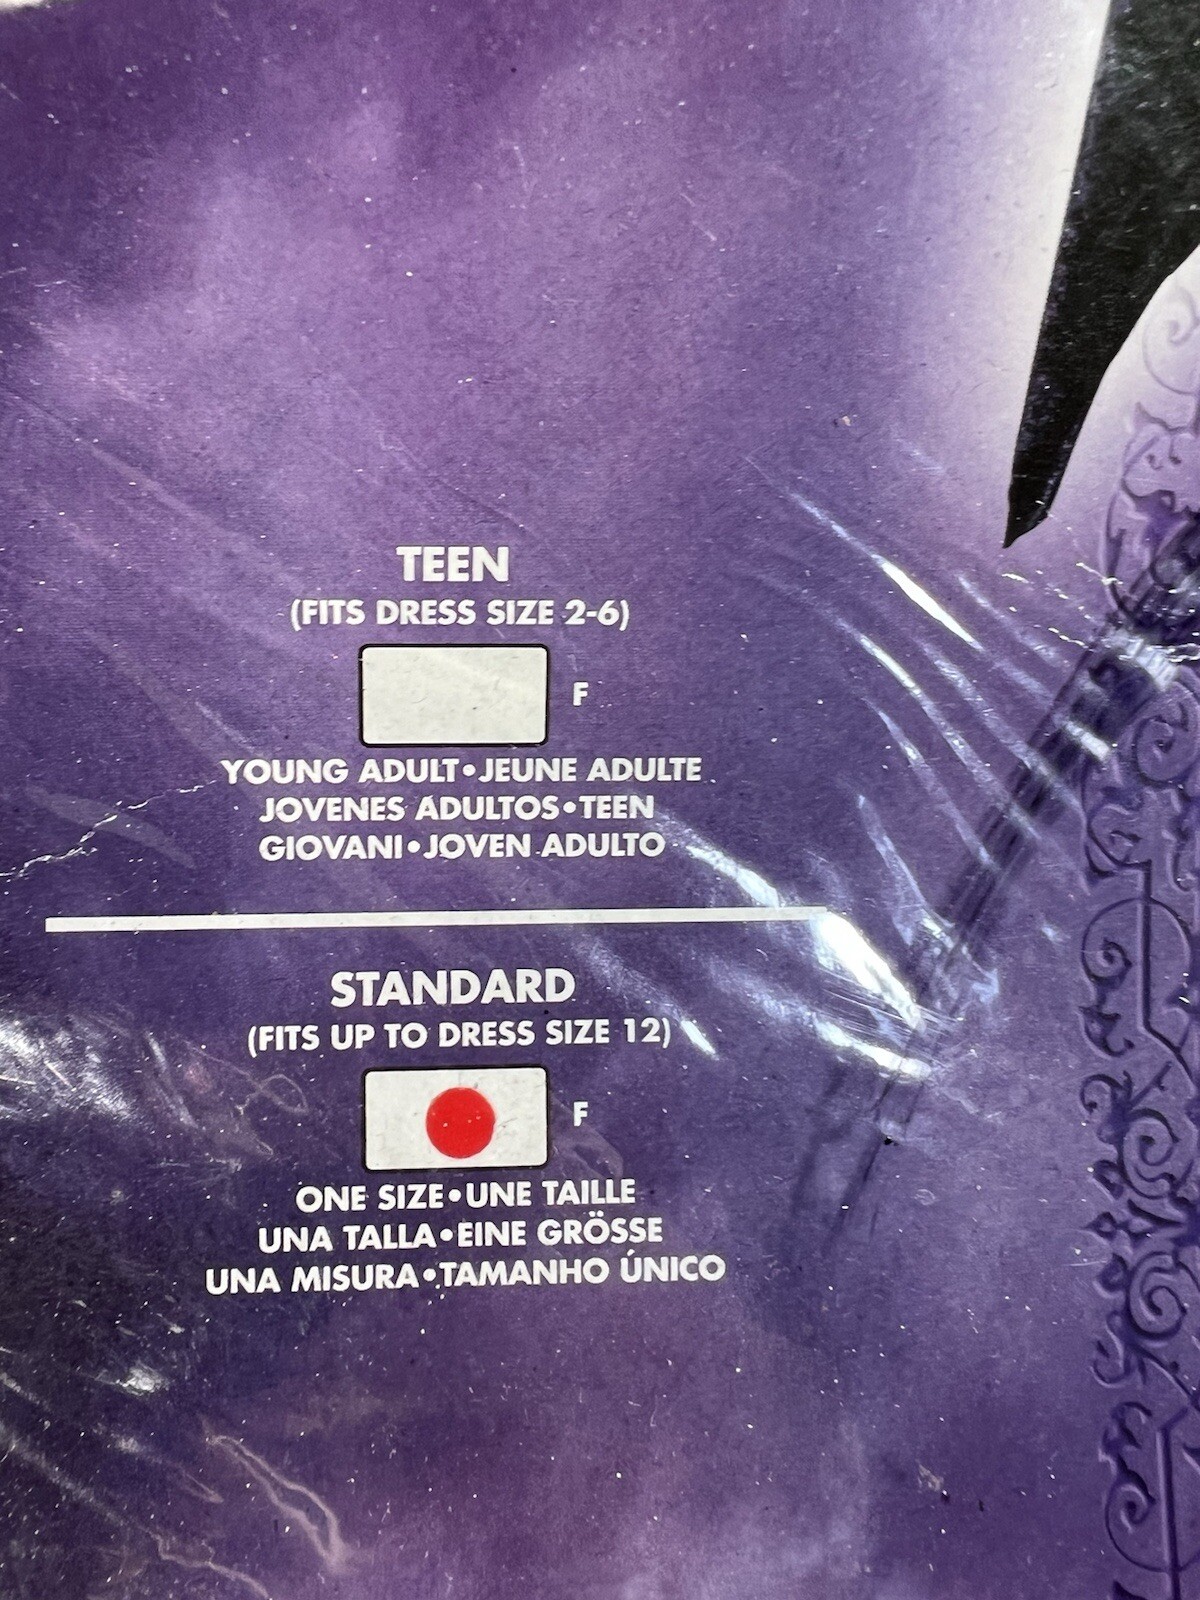 TEEN
(FITS DRESS SIZE 2-6)
F
YOUNG ADULT•JEUNE ADULTE
JOVENES ADULTOS•TEEN
GIOVANI•JOVEN ADULTO
STANDARD
(FITS UP TO DRESS SIZE 12)
F
ONE SIZE•UNE TAILLE
UNA TALLA•EINE GRÖSSE
UNA MISURA•TAMANHO ÚNICO